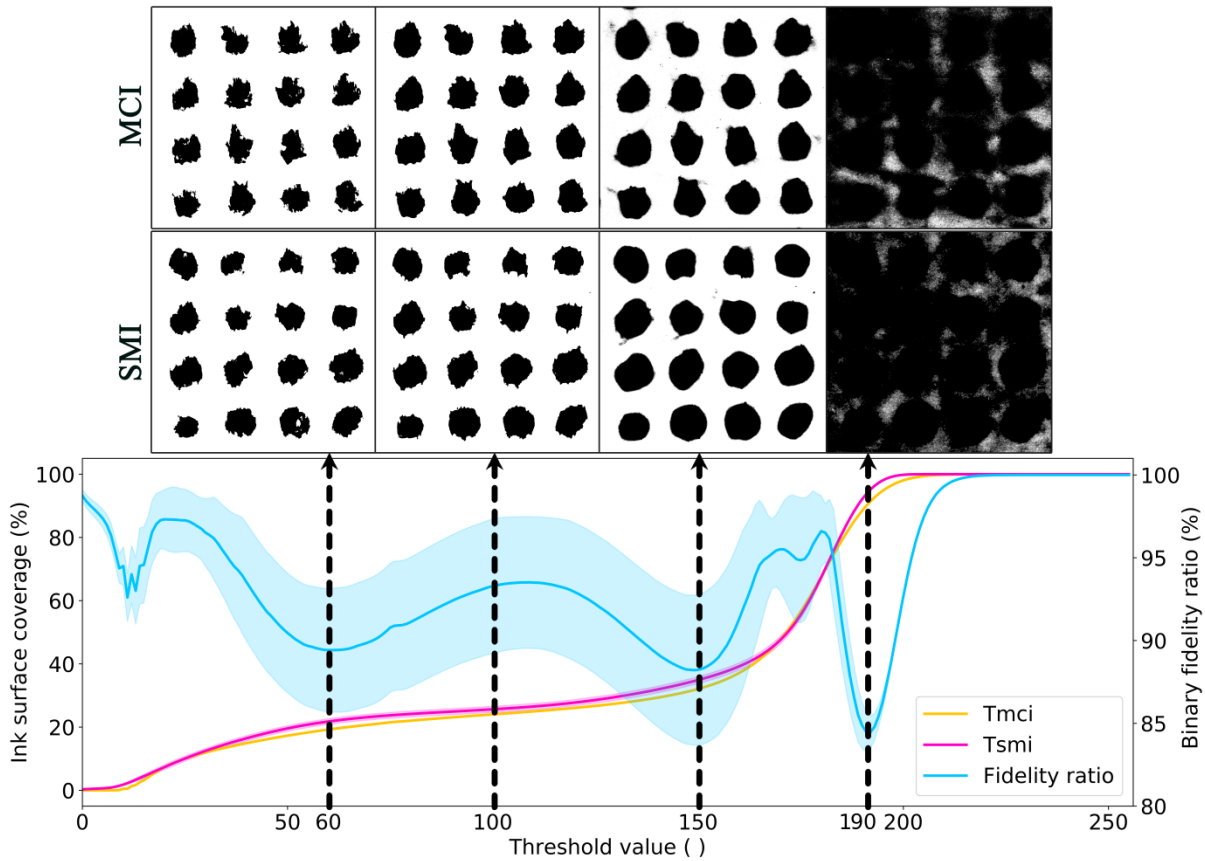 MCI
SMI
Ink surface coverage (%)
100
80
60
40
20
0
100
95
90
85
80
Binary fidelity ratio (%)
Tmci
Tsmi
Fidelity ratio
0 50 60 100 150 190 200 250
Threshold value ( )